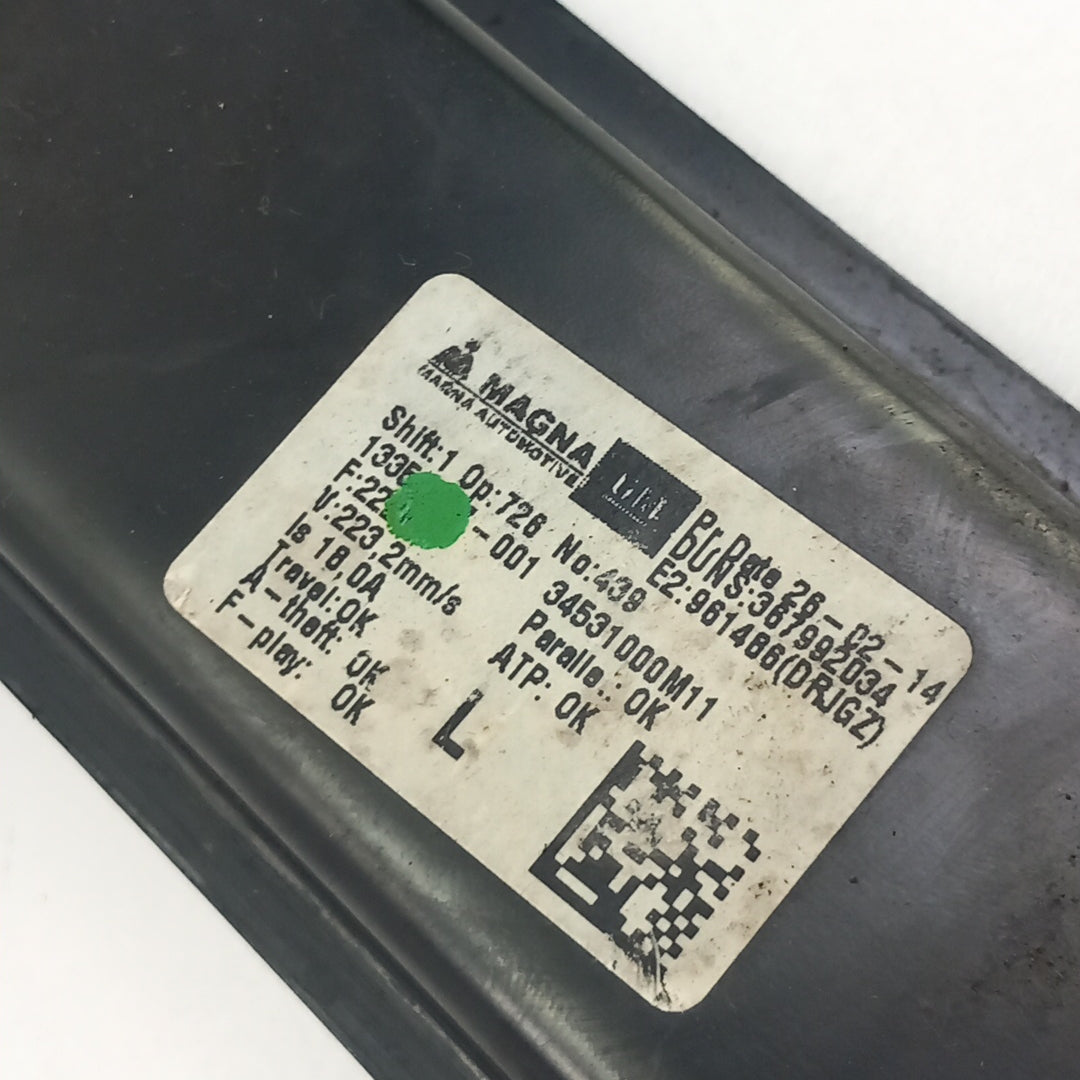 MAGNA
MAGNA AUTOMOTIVE
GM
Pr. Date 26-02-14
DUNS:367992034
Shift:1 Op:726 No:439 E2:961466(DRJGZ)
-001 34531000M11
V:223,2mm/s Paralle.: OK
Is 18,0A ATP: OK
Travel:OK
A-theft: OK
F-play: OK
L